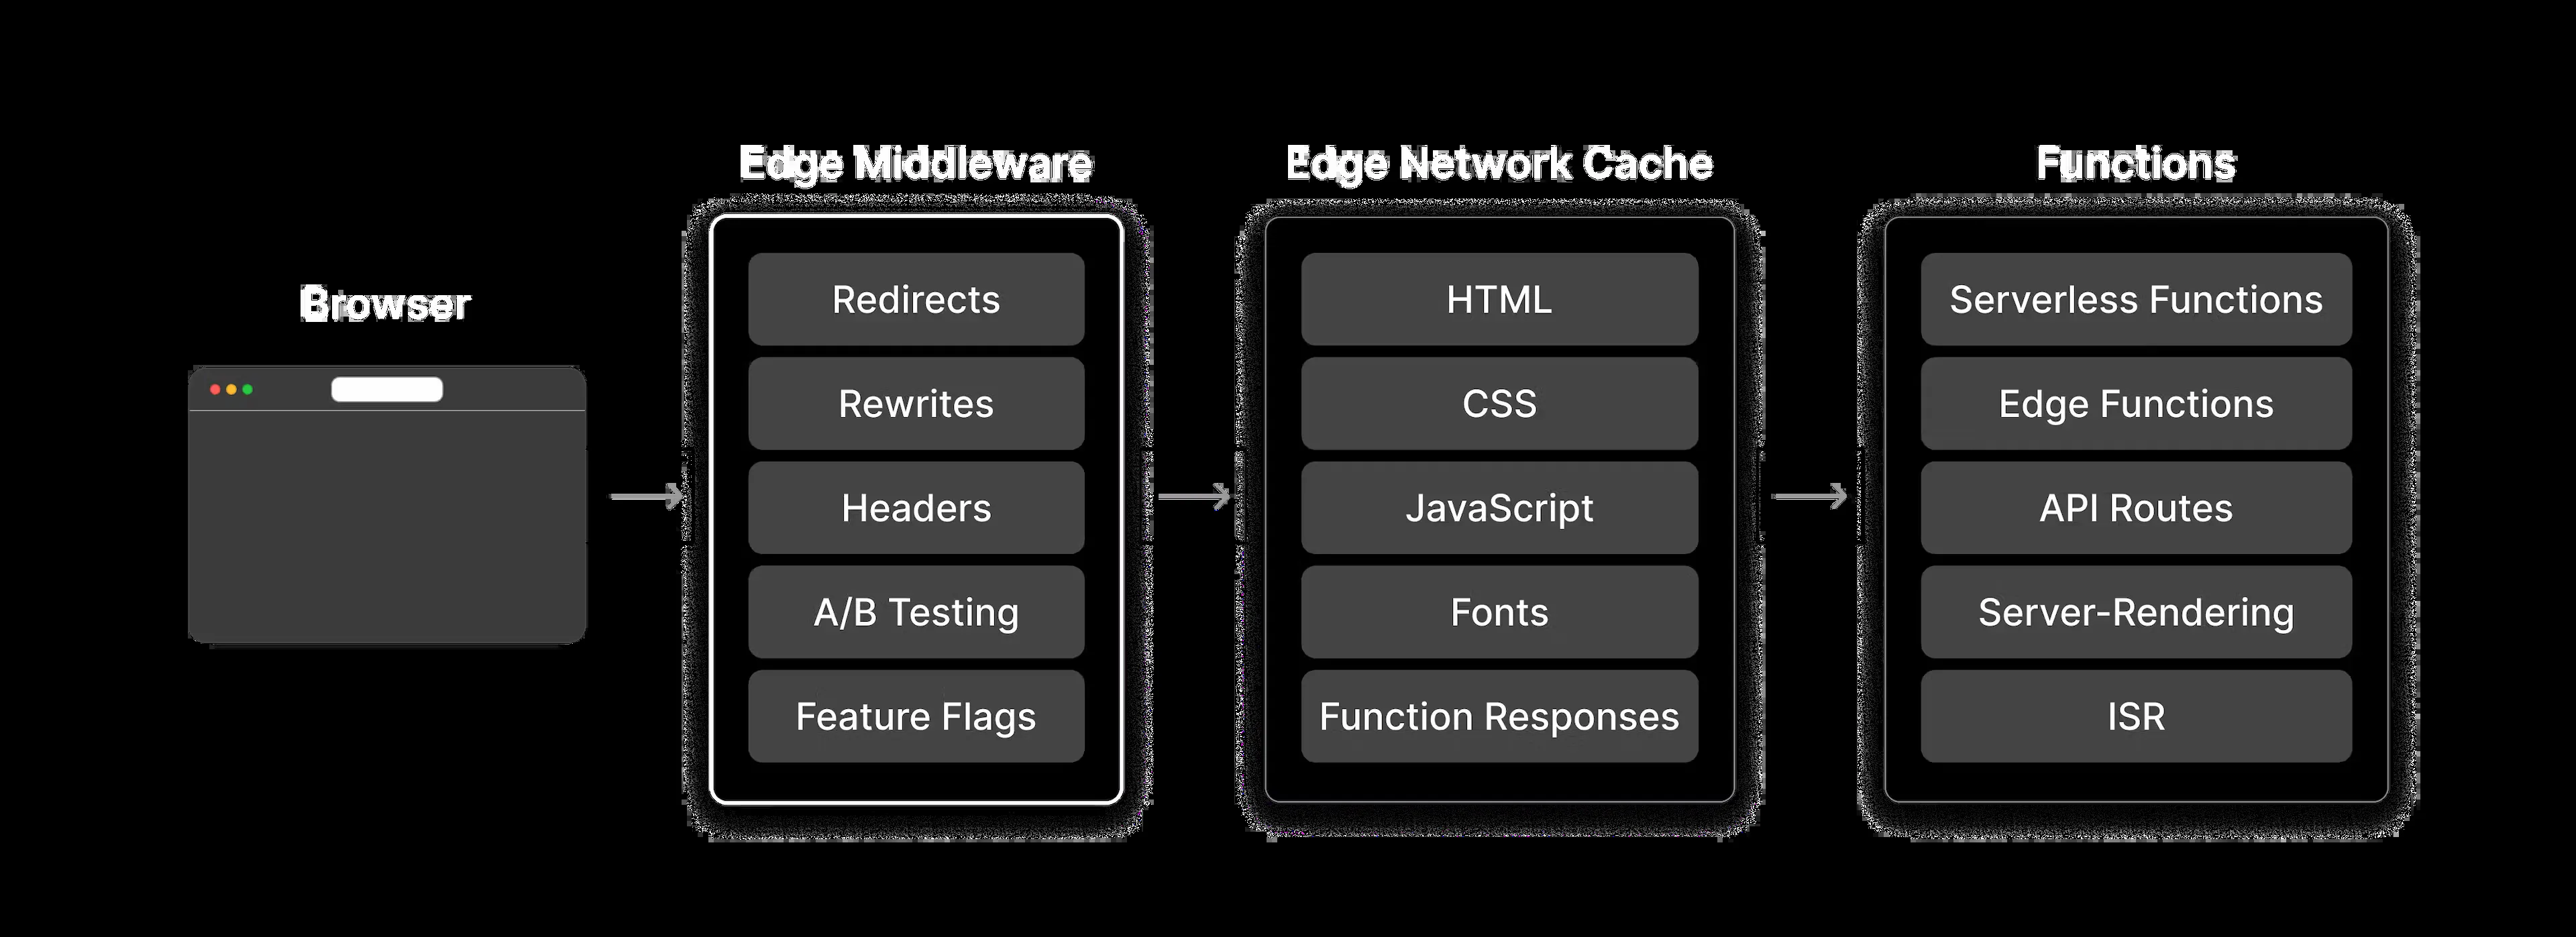 Browser
Edge Middleware
Redirects
Rewrites
Headers
A/B Testing
Feature Flags
Edge Network Cache
HTML
CSS
JavaScript
Fonts
Function Responses
Functions
Serverless Functions
Edge Functions
API Routes
Server-Rendering
ISR